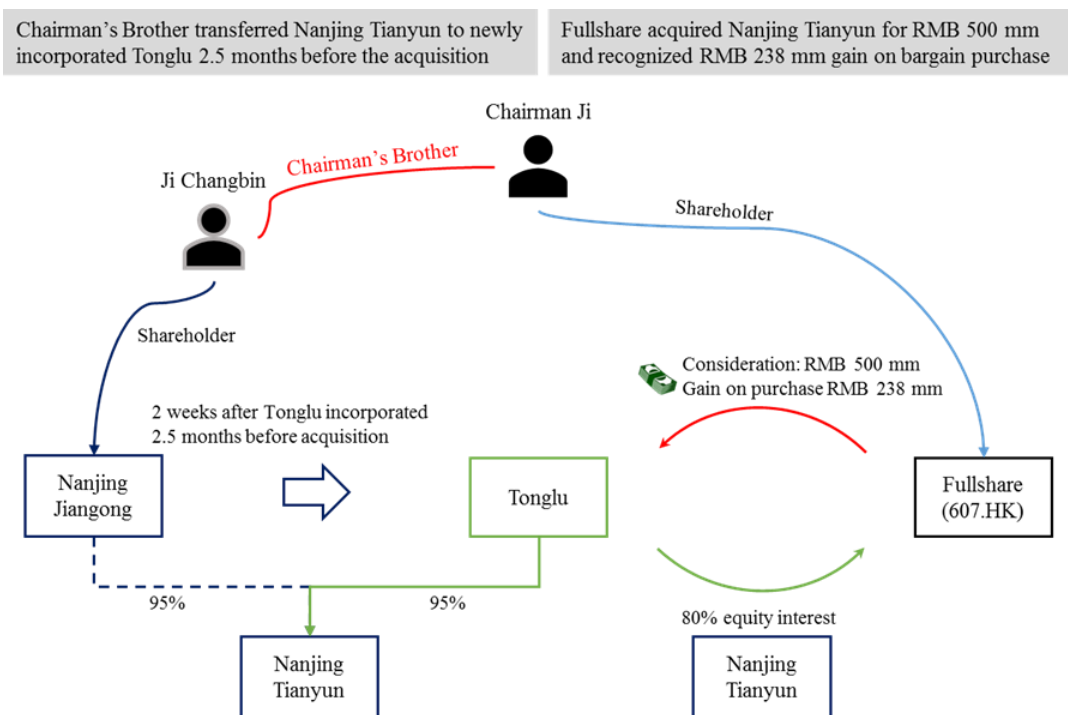 Chairman's Brother transferred Nanjing Tianyun to newly
incorporated Tonglu 2.5 months before the acquisition
Fullshare acquired Nanjing Tianyun for RMB 500 mm
and recognized RMB 238 mm gain on bargain purchase
Chairman Ji
Chairman's Brother
Ji Changbin
Shareholder
Shareholder
Consideration: RMB 500 mm
Gain on purchase RMB 238 mm
2 weeks after Tonglu incorporated
2.5 months before acquisition
Nanjing
Jiangong
Tonglu
Fullshare
(607.HK)
95%
95%
80% equity interest
Nanjing
Tianyun
Nanjing
Tianyun